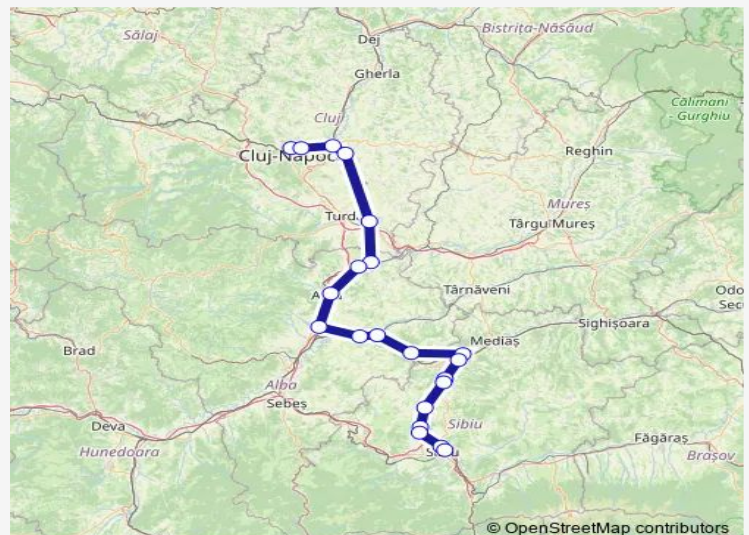 Sălaj
Dej
Bistrița-Năsăud
Gherla
Călimani
- Gurghiu
Cluj
Cluj-Napoc
Reghin
Mureș
Turd
Târgu Mureș
Târnăveni
Odo
Sec
Sighișoara
Mediaș
Brad
Alba
Sebeș
Deva
Sibiu
Hunedoara
Făgăraș
Brașov
© OpenStreetMap contributors